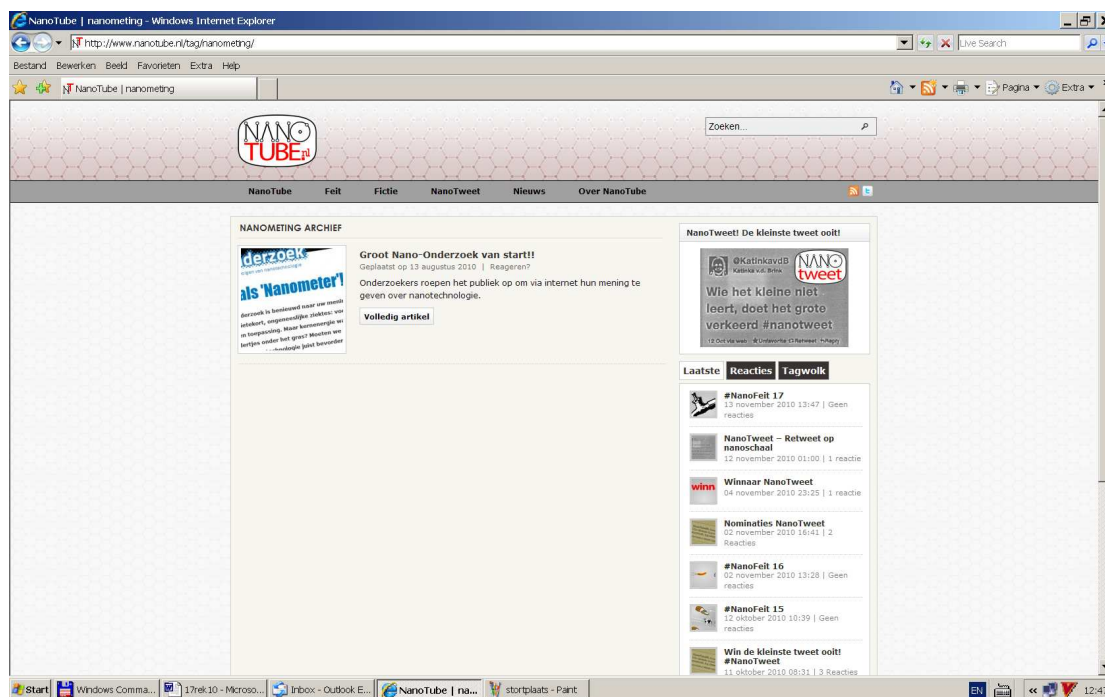 NanoTube | nanometing - Windows Internet Explorer
http://www.nanotube.nl/tag/nanometing/
Live Search
Bestand Bewerken Beeld Favorieten Extra Help
NanoTube | nanometing
Pagina Extra
NANO
TUBE.nl
Zoeken...
NanoTube Feit Fictie NanoTweet Nieuws Over NanoTube
NANOMETING ARCHIEF
derzoek
als 'Nanometer'!
Groot Nano-Onderzoek van start!!
Geplaatst op 13 augustus 2010 | Reageren?
Onderzoekers roepen het publiek op om via internet hun mening te
geven over nanotechnologie.
Volledig artikel
NanoTweet! De kleinste tweet ooit!
@KatinkavdB
Katinka v.d. Brink
NANO
tweet
Wie het kleine niet
leert, doet het grote
verkeerd #nanotweet
Laatste Reacties Tagwolk
#NanoFeit 17
13 november 2010 13:47 | Geen
reacties
NanoTweet – Retweet op
nanoschaal
12 november 2010 01:00 | 1 reactie
winn
Winnaar NanoTweet
04 november 2010 23:25 | 1 reactie
Nominaties NanoTweet
02 november 2010 16:41 | 2
Reacties
#NanoFeit 16
02 november 2010 13:28 | Geen
reacties
#NanoFeit 15
12 oktober 2010 10:39 | Geen
reacties
Win de kleinste tweet ooit!
#NanoTweet
11 oktober 2010 08:31 | 3 Reacties
Start Windows Comma... 17rek10 - Microso... Inbox - Outlook E... NanoTube | na... stortplaats - Paint EN 12:4